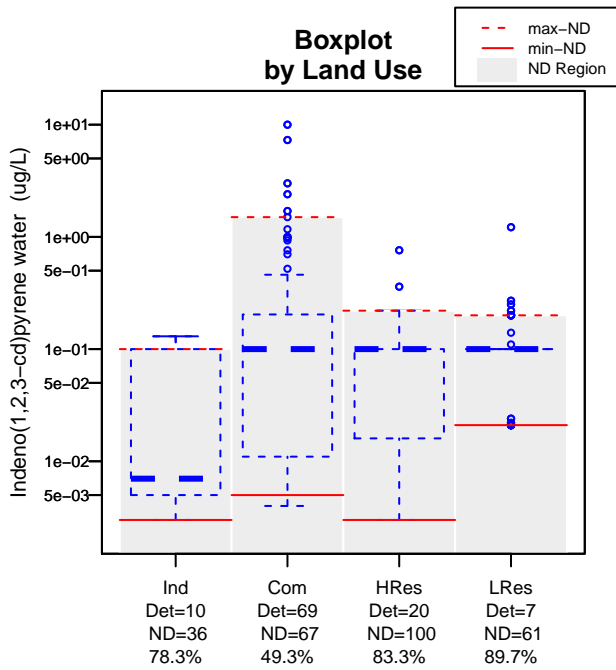 Boxplot
by Land Use
max−ND
min−ND
ND Region
Indeno(1,2,3−cd)pyrene water (ug/L)
1e+01
5e+00
1e+00
5e−01
1e−01
5e−02
1e−02
5e−03
Ind
Det=10
ND=36
78.3%
Com
Det=69
ND=67
49.3%
HRes
Det=20
ND=100
83.3%
LRes
Det=7
ND=61
89.7%